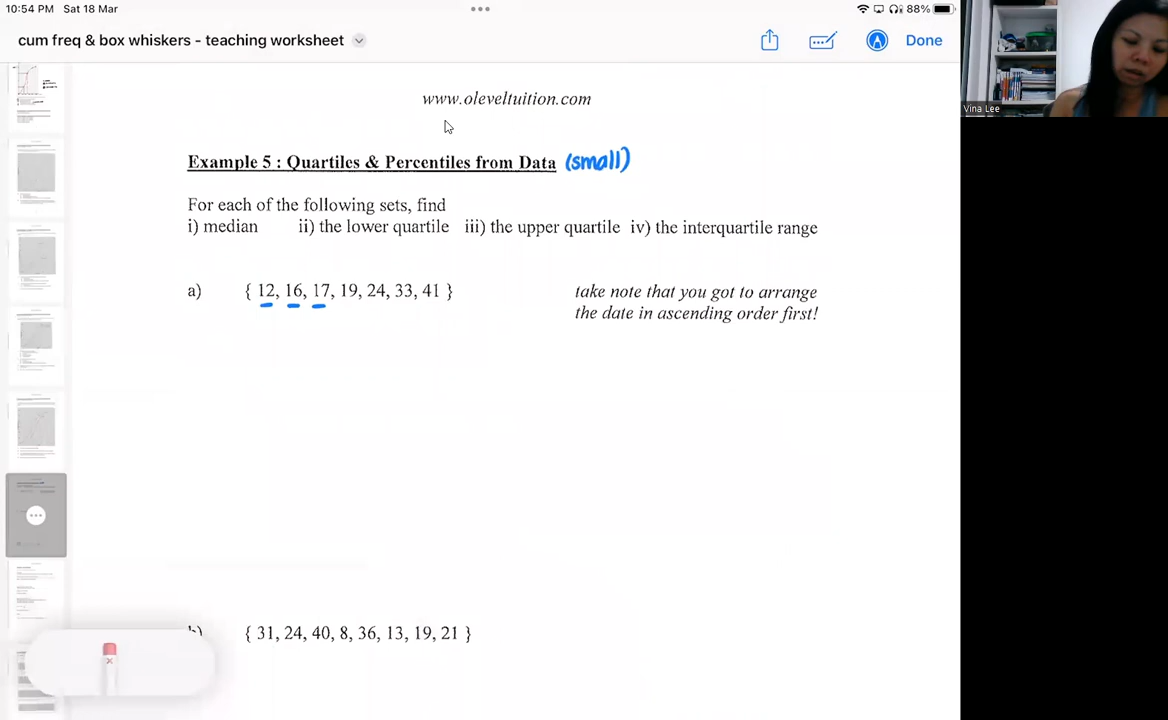 10:54 PM Sat 18 Mar
88%
cum freq & box whiskers - teaching worksheet
Done
Vina Lee
www.oleveltuition.com
Example 5 : Quartiles & Percentiles from Data (small)
For each of the following sets, find
i) median ii) the lower quartile iii) the upper quartile iv) the interquartile range
a) { 12, 16, 17, 19, 24, 33, 41 } take note that you got to arrange
the date in ascending order first!
{ 31, 24, 40, 8, 36, 13, 19, 21 }